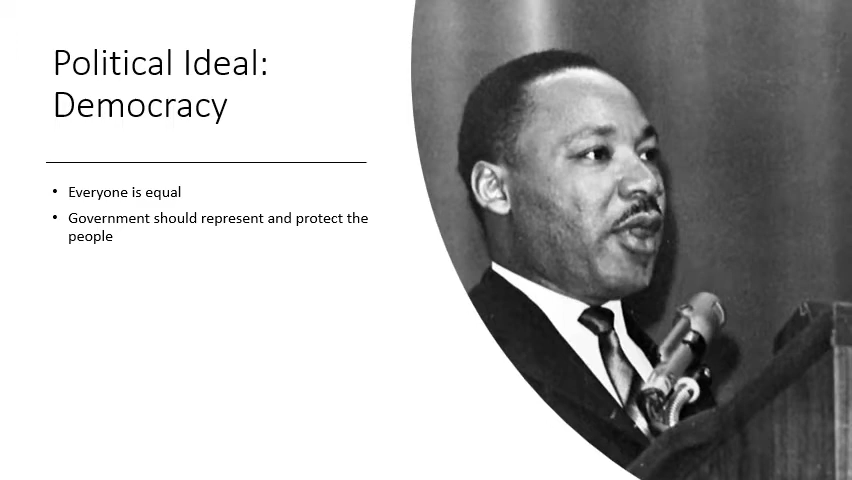 Political Ideal:
Democracy
• Everyone is equal
• Government should represent and protect the
people